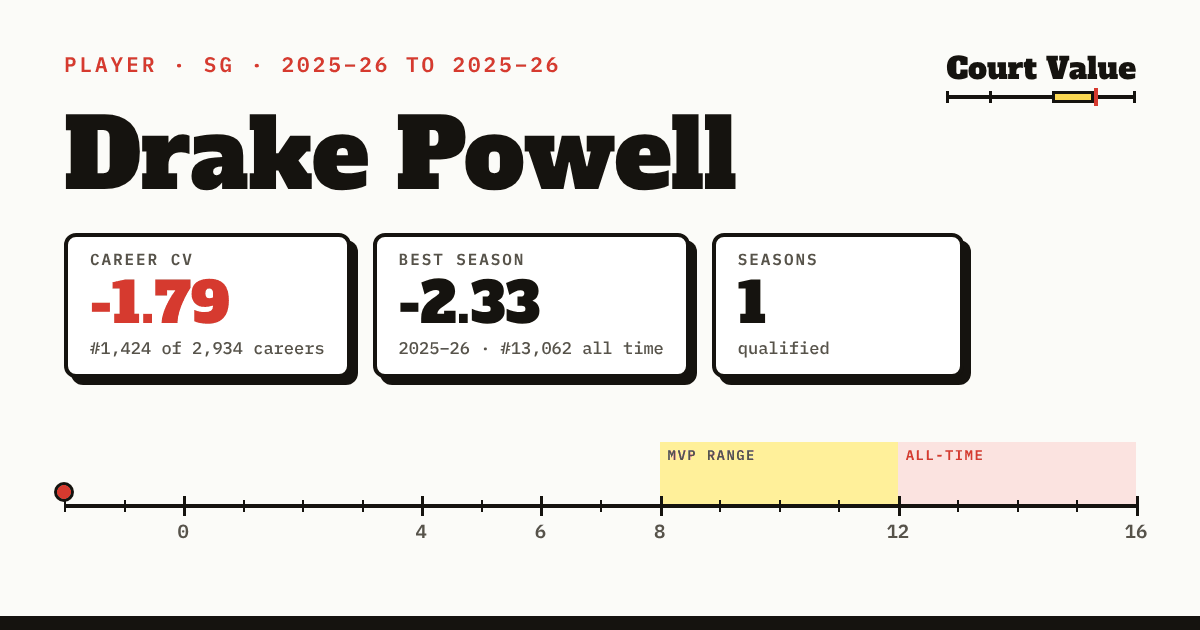 PLAYER · SG · 2025–26 TO 2025–26
Court Value
Drake Powell
CAREER CV
-1.79
#1,424 of 2,934 careers
BEST SEASON
-2.33
2025–26 · #13,062 all time
SEASONS
1
qualified
MVP RANGE
ALL-TIME
0 4 6 8 12 16